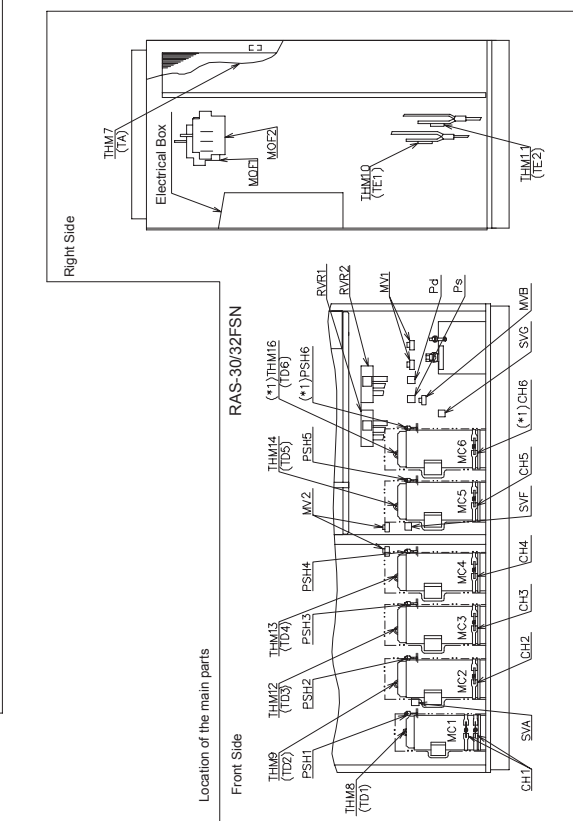 Location of the main parts
Front Side
RAS-30/32FSN
Right Side
THM7
(TA)
Electrical Box
MOF1
MOF2
THM10
(TE1)
THM11
(TE2)
THM8
(TD1)
PSH1
THM9
(TD2)
PSH2
THM12
(TD3)
PSH3
THM13
(TD4)
PSH4
MV2
PSH5
THM14
(TD5)
(*1)PSH6
(*1)THM16
(TD6)
RVR1
RVR2
MV1
Pd
Ps
MC1
MC2
MC3
MC4
MC5
MC6
CH1
SVA
CH2
CH3
CH4
SVF
CH5
(*1)CH6
SVG
MVB